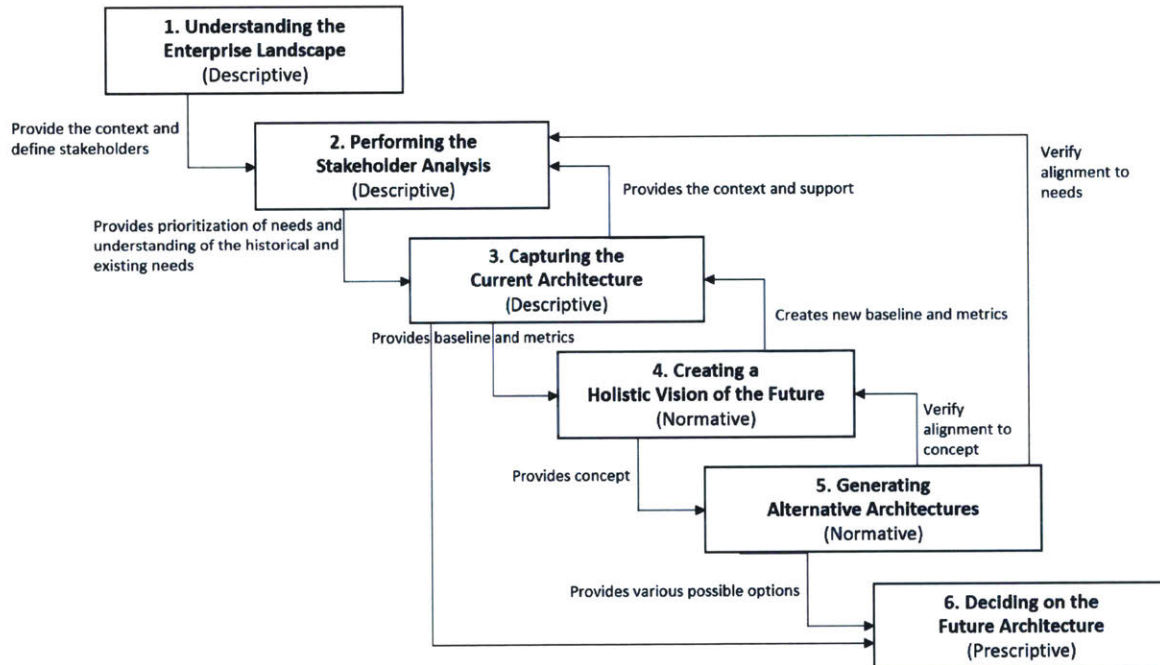 1. Understanding the
Enterprise Landscape
(Descriptive)
Provide the context and
define stakeholders
2. Performing the
Stakeholder Analysis
(Descriptive)
Verify
alignment to
needs
Provides the context and support
Provides prioritization of needs and
understanding of the historical and
existing needs
3. Capturing the
Current Architecture
(Descriptive)
Provides baseline and metrics
Creates new baseline and metrics
4. Creating a
Holistic Vision of the Future
(Normative)
Verify
alignment to
concept
Provides concept
5. Generating
Alternative Architectures
(Normative)
Provides various possible options
6. Deciding on the
Future Architecture
(Prescriptive)